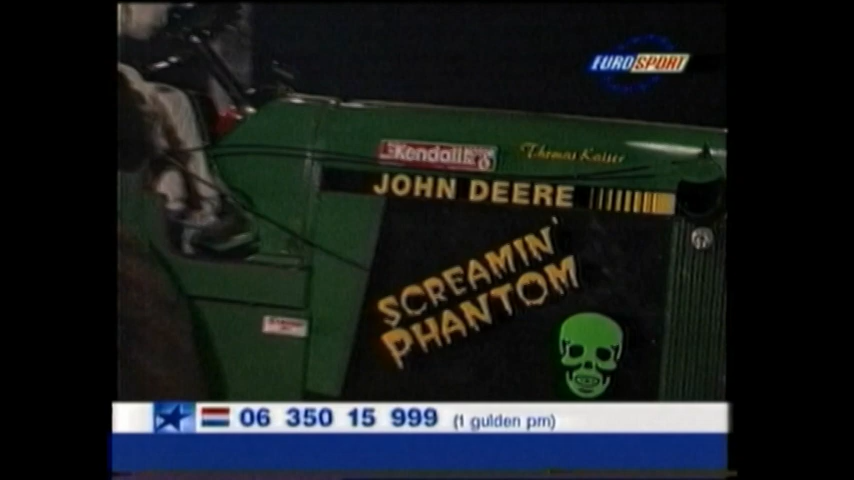 EUROSPORT
Kendall
Thomas Kaiser
JOHN DEERE
SCREAMIN'
PHANTOM
06 350 15 999 (1 gulden pm)